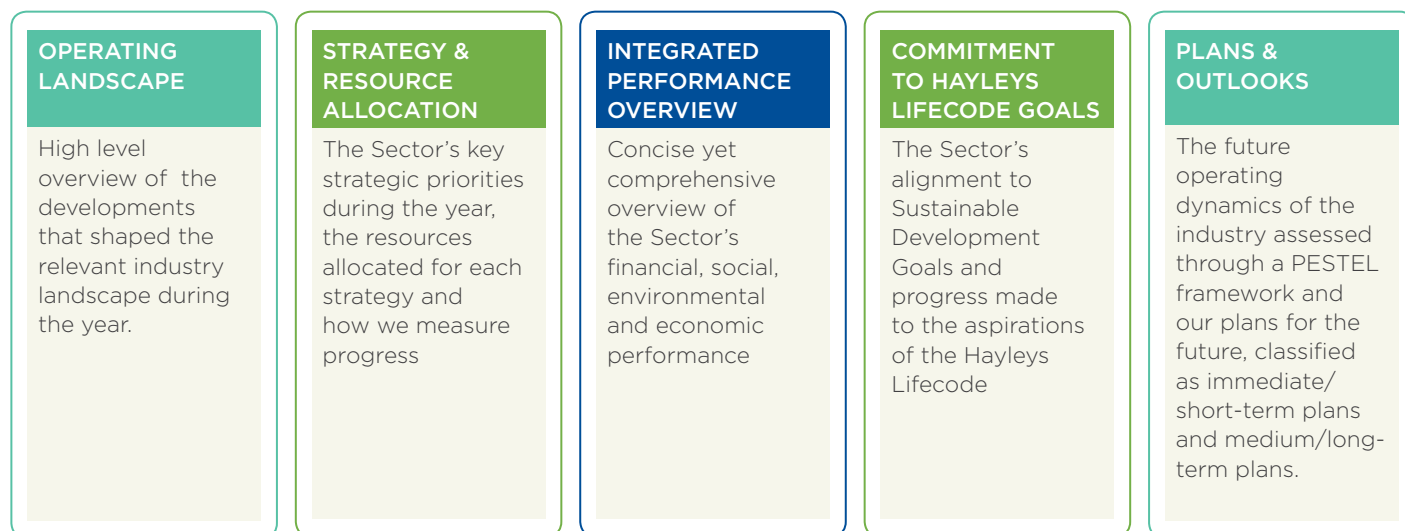 OPERATING
LANDSCAPE
High level
overview of  the
developments
that shaped the
relevant industry
landscape during
the year.
STRATEGY &
RESOURCE
ALLOCATION
The Sector's key
strategic priorities
during the year,
the resources
allocated for each
strategy and
how we measure
progress
INTEGRATED
PERFORMANCE
OVERVIEW
Concise yet
comprehensive
overview of
the Sector's
financial, social,
environmental
and economic
performance
COMMITMENT
TO HAYLEYS
LIFECODE GOALS
The Sector's
alignment to
Sustainable
Development
Goals and
progress made
to the aspirations
of the Hayleys
Lifecode
PLANS &
OUTLOOKS
The future
operating
dynamics of the
industry assessed
through a PESTEL
framework and
our plans for the
future, classified
as immediate/
short-term plans
and medium/long-
term plans.